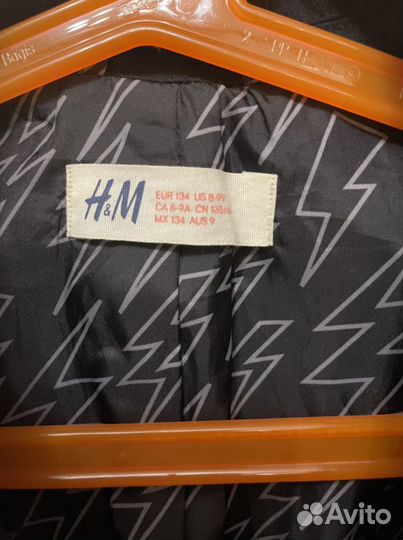 H&M
EUR 134 US 8-9Y
CA 8-9A CN 135/
MX 134 AUS 9
Avito